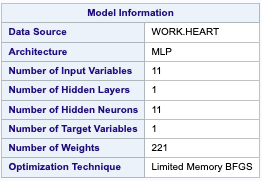 Model Information
Data Source WORK.HEART
Architecture MLP
Number of Input Variables 11
Number of Hidden Layers 1
Number of Hidden Neurons 11
Number of Target Variables 1
Number of Weights 221
Optimization Technique Limited Memory BFGS